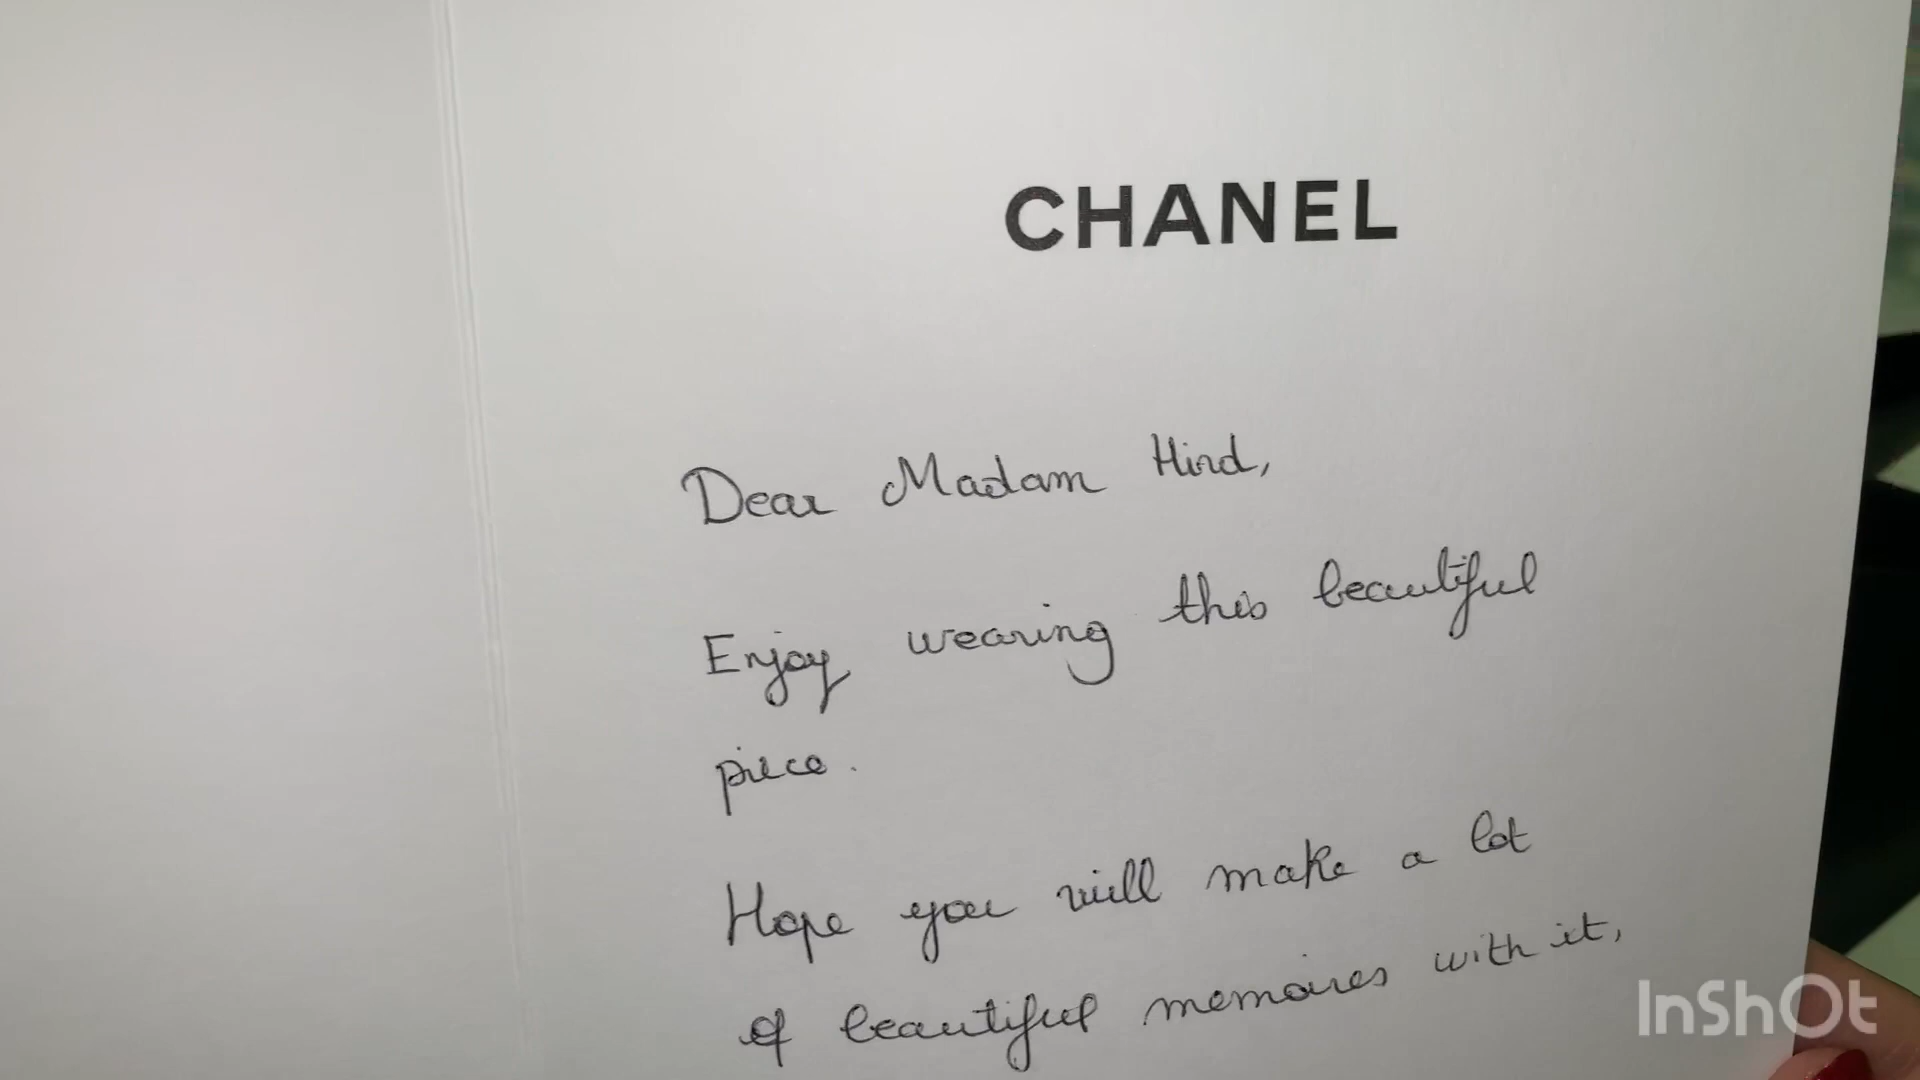 CHANEL
Dear Madam Hind,
Enjoy wearing this beautiful
piece.
Hope you will make a lot
of beautiful memoires with it,
InShOt